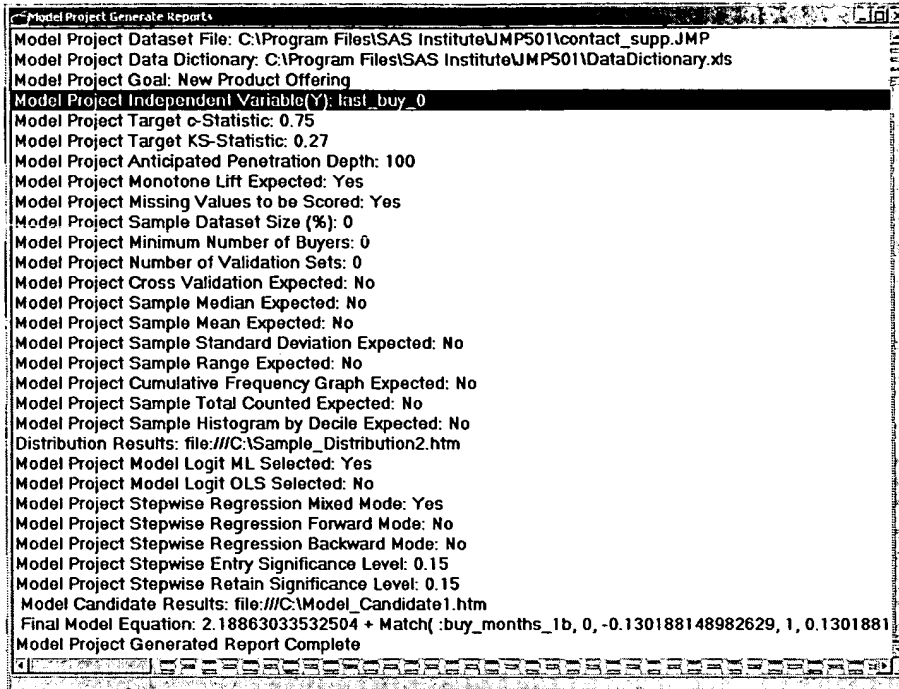 Model Project Generate Reports
Model Project Dataset File: C:\Program Files\SAS Institute\JMP501\contact_supp.JMP
Model Project Data Dictionary: C:\Program Files\SAS Institute\JMP501\DataDictionary.xls
Model Project Goal: New Product Offering
Model Project Independent Variable(Y): last_buy_0
Model Project Target c-Statistic: 0.75
Model Project Target KS-Statistic: 0.27
Model Project Anticipated Penetration Depth: 100
Model Project Monotone Lift Expected: Yes
Model Project Missing Values to be Scored: Yes
Model Project Sample Dataset Size (%): 0
Model Project Minimum Number of Buyers: 0
Model Project Number of Validation Sets: 0
Model Project Cross Validation Expected: No
Model Project Sample Median Expected: No
Model Project Sample Mean Expected: No
Model Project Sample Standard Deviation Expected: No
Model Project Sample Range Expected: No
Model Project Cumulative Frequency Graph Expected: No
Model Project Sample Total Counted Expected: No
Model Project Sample Histogram by Decile Expected: No
Distribution Results: file:///C:\Sample_Distribution2.htm
Model Project Model Logit ML Selected: Yes
Model Project Model Logit OLS Selected: No
Model Project Stepwise Regression Mixed Mode: Yes
Model Project Stepwise Regression Forward Mode: No
Model Project Stepwise Regression Backward Mode: No
Model Project Stepwise Entry Significance Level: 0.15
Model Project Stepwise Retain Significance Level: 0.15
Model Candidate Results: file:///C:\Model_Candidate1.htm
Final Model Equation: 2.18863033532504 + Match( :buy_months_1b, 0, -0.130188148982629, 1, 0.1301881
Model Project Generated Report Complete